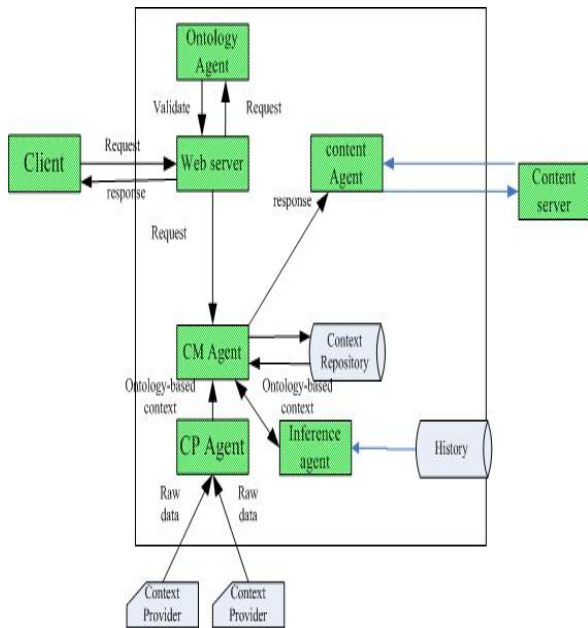 Ontology
Agent
Validate
Request
Client
Request
response
Web server
content
Agent
Content
server
Request
response
CM Agent
Context
Repository
Ontology-based
context
Ontology-based
context
CP Agent
Inference
agent
History
Raw
data
Raw
data
Context
Provider
Context
Provider